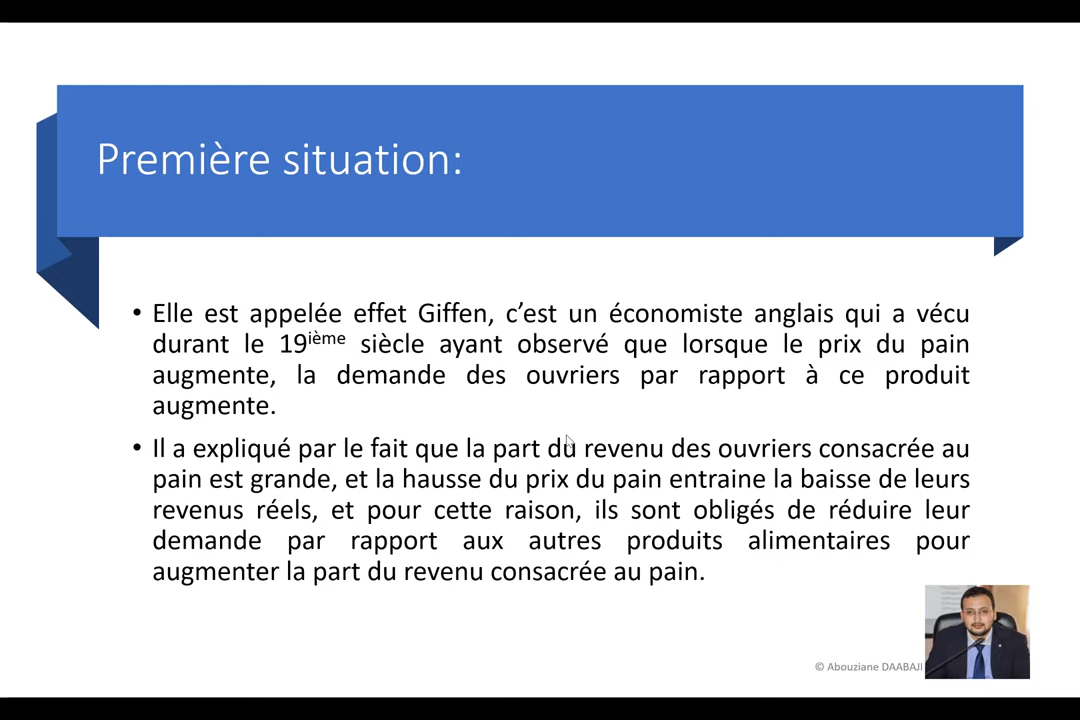 Première situation:
• Elle est appelée effet Giffen, c’est un économiste anglais qui a vécu
durant le 19ième siècle ayant observé que lorsque le prix du pain
augmente, la demande des ouvriers par rapport à ce produit
augmente.
• Il a expliqué par le fait que la part du revenu des ouvriers consacrée au
pain est grande, et la hausse du prix du pain entraine la baisse de leurs
revenus réels, et pour cette raison, ils sont obligés de réduire leur
demande par rapport aux autres produits alimentaires pour
augmenter la part du revenu consacrée au pain.
© Abouziane DAABAJI